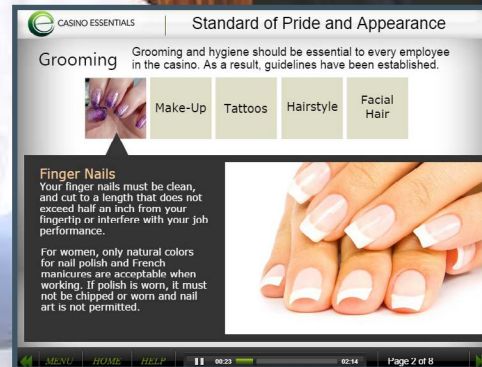 CASINO ESSENTIALS
Standard of Pride and Appearance
Grooming
Grooming and hygiene should be essential to every employee
in the casino. As a result, guidelines have been established.
Make-Up
Tattoos
Hairstyle
Facial
Hair
Finger Nails
Your finger nails must be clean,
and cut to a length that does not
exceed half an inch from your
fingertip or interfere with your job
performance.
For women, only natural colors
for nail polish and French
manicures are acceptable when
working. If polish is worn, it must
not be chipped or worn and nail
art is not permitted.
MENU HOME HELP 00:23 02:14 Page 2 of 8